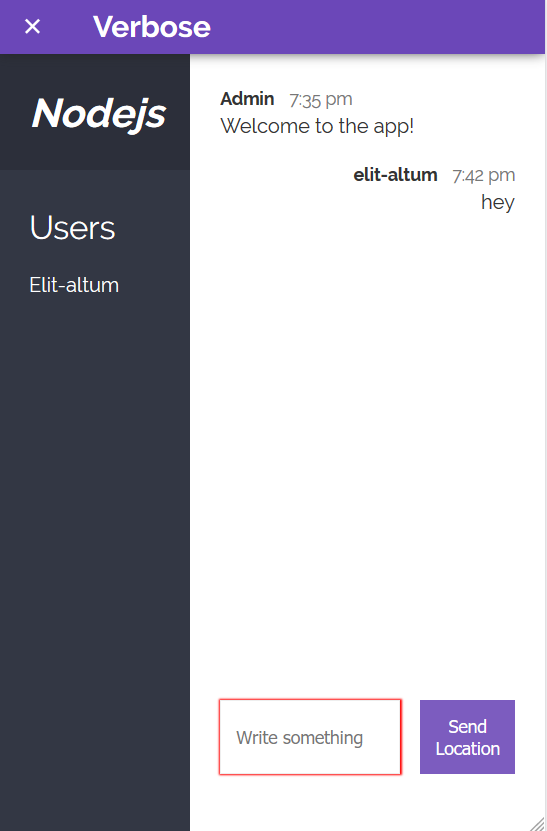 ✕ Verbose
Nodejs
Users
Elit-altum
Admin 7:35 pm
Welcome to the app!
elit-altum 7:42 pm
hey
Write something
Send
Location